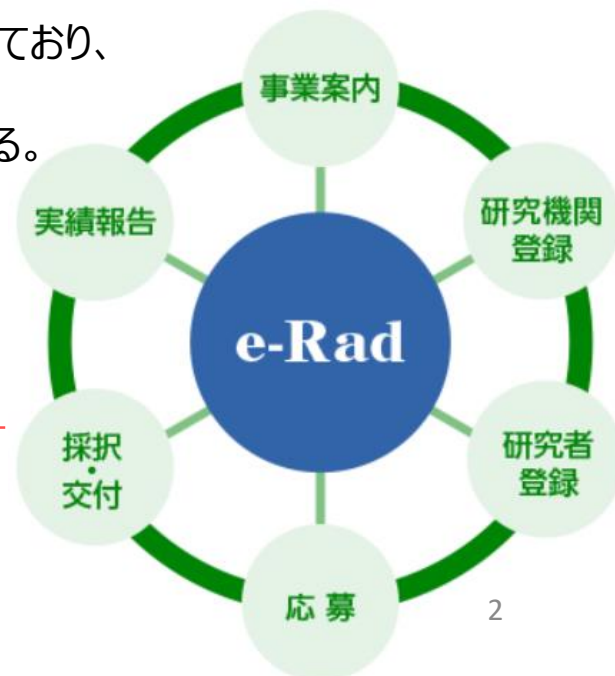 ており、
る。
事業案内
研究機関
登録
研究者
登録
応 募
採択
・
交付
実績報告
e-Rad
2